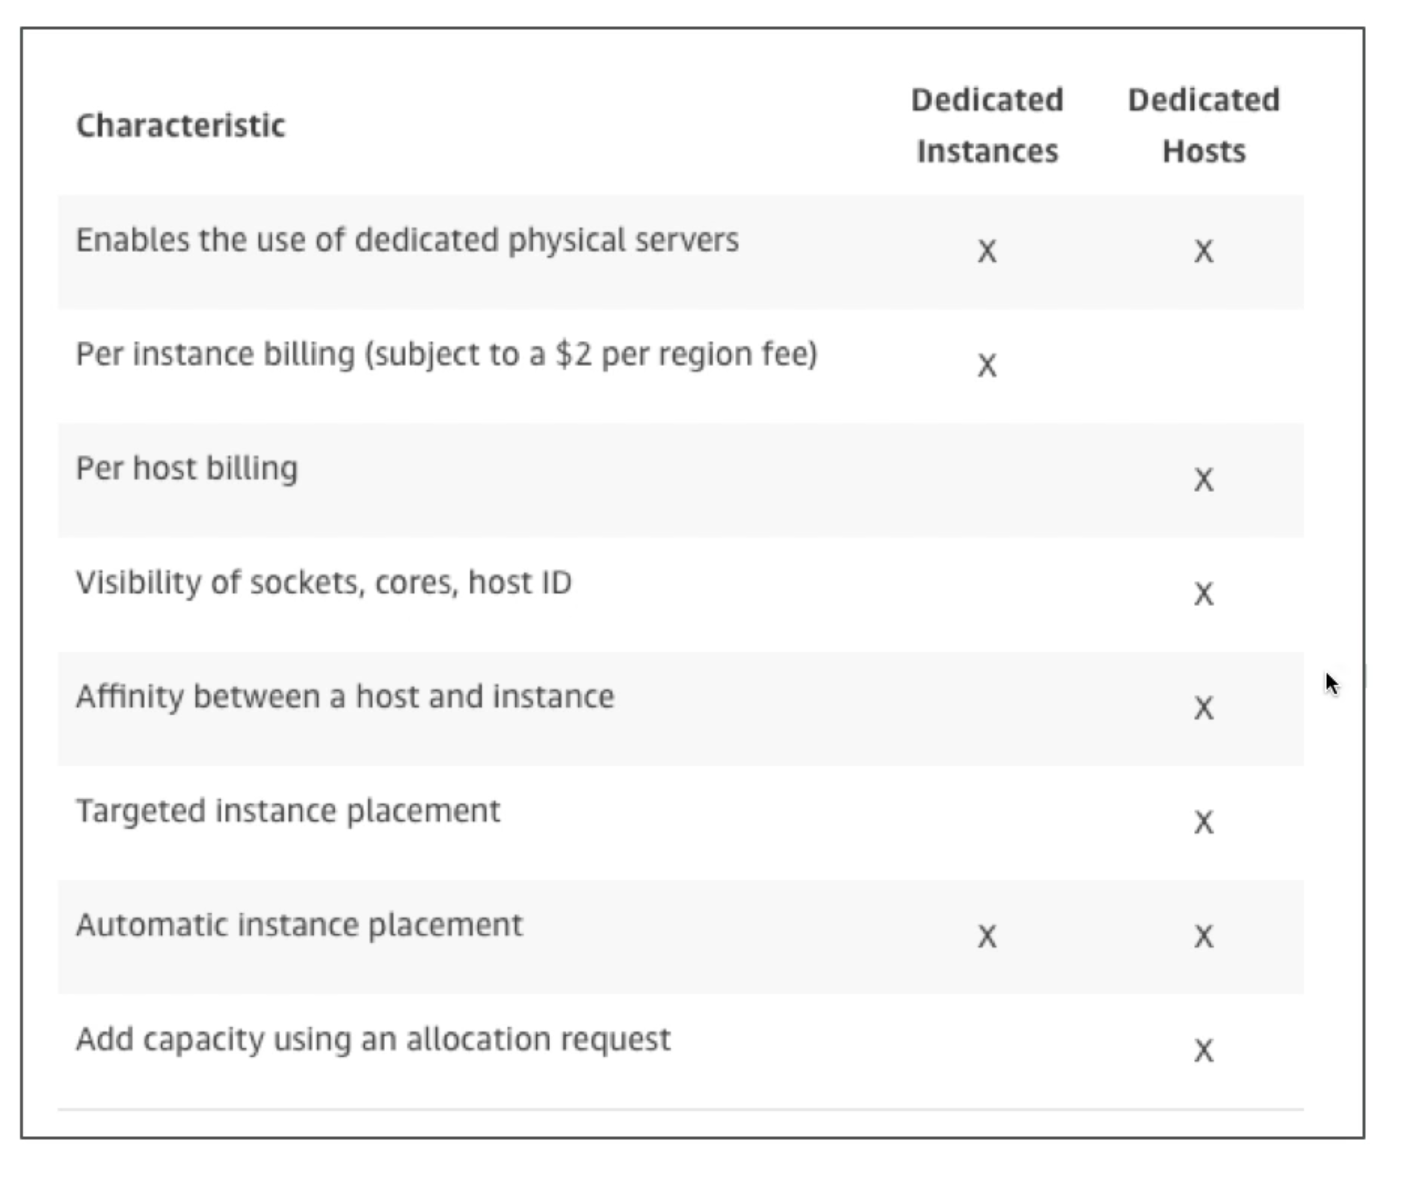 Characteristic
Dedicated Instances
Dedicated Hosts
Enables the use of dedicated physical servers X X
Per instance billing (subject to a $2 per region fee) X
Per host billing X
Visibility of sockets, cores, host ID X
Affinity between a host and instance X
Targeted instance placement X
Automatic instance placement X X
Add capacity using an allocation request X